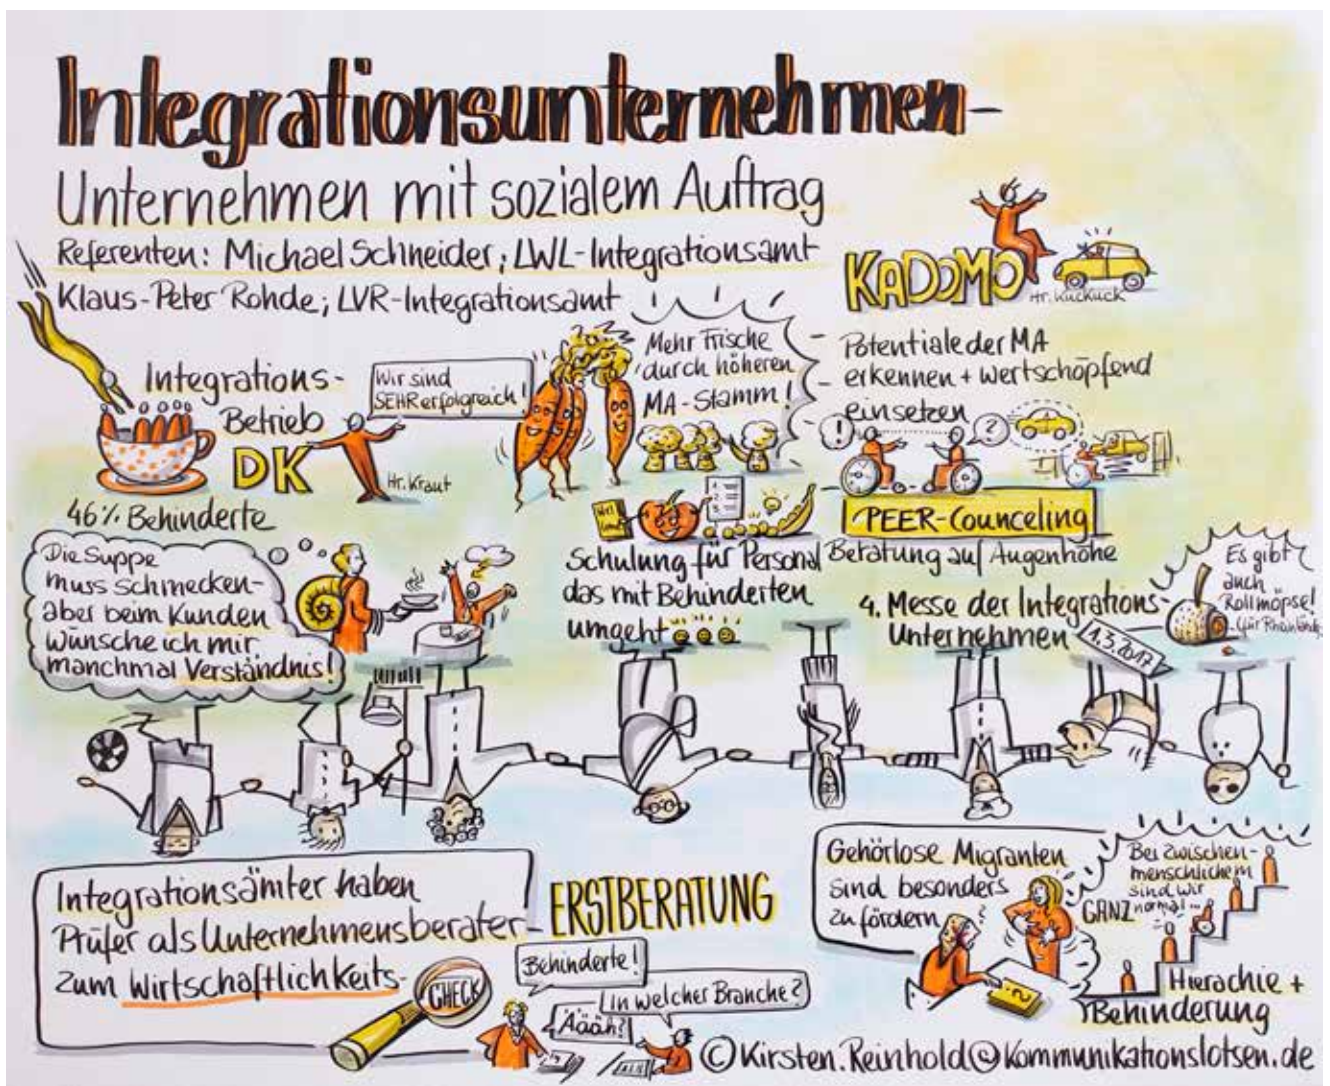 Integrationsunternehmen-
Unternehmen mit sozialem Auftrag
Referenten: Michael Schneider; LWL-Integrationsamt
Klaus-Peter Rohde; LVR-Integrationsamt
KADOMO
Hr. Kuckuck
Integrations-
Betrieb
DK
Hr. Kraut
Wir sind
SEHR erfolgreich!
Mehr Frische
durch höheren
MA-Stamm!
Potentiale der MA
erkennen + wertschöpfend
einsetzen
!
?
46% Behinderte
Die Suppe
muss schmecken-
aber beim Kunden
wünsche ich mir
manchmal Verständnis!
1.
2.
3.
Schulung für Personal
das mit Behinderten
umgeht
PEER-Counceling
Beratung auf Augenhöhe
4. Messe der Integrations-
Unternehmen
1.3.2017
Es gibt
auch
Rollmöpse!
Integrationsämter haben
Prüfer als Unternehmensberater
zum Wirtschaftlichkeits-
CHECK
ERSTBERATUNG
Behinderte!
In welcher Branche?
Äääh?
Gehörlose Migranten
sind besonders
zu fördern
?
Bei zwischen-
menschlichem
sind wir
GANZ normal...
Hierachie +
Behinderung
© Kirsten.Reinhold@Kommunikationslotsen.de